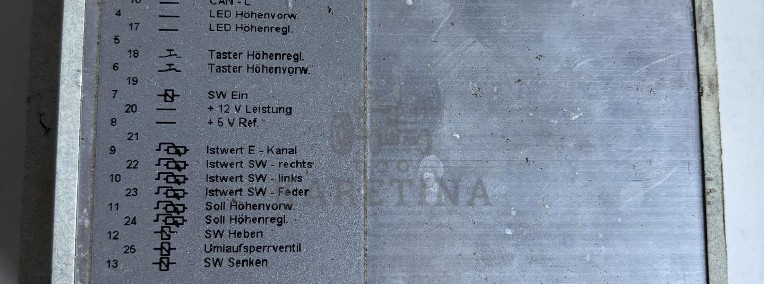 CAN - L
4 LED Höhenvorw.
17 LED Höhenregl.
5
18 Taster Höhenregl.
6 Taster Höhenvorw.
19
7 SW Ein
20 + 12 V Leistung
8 + 5 V Ref.
21
9 Istwert E - Kanal
22 Istwert SW - rechts
10 Istwert SW - links
23 Istwert SW - Feder
11 Soll Höhenvorw.
24 Soll Höhenregl.
12 SW Heben
25 Umlaufsperrventil
13 SW Senken
ARETINA